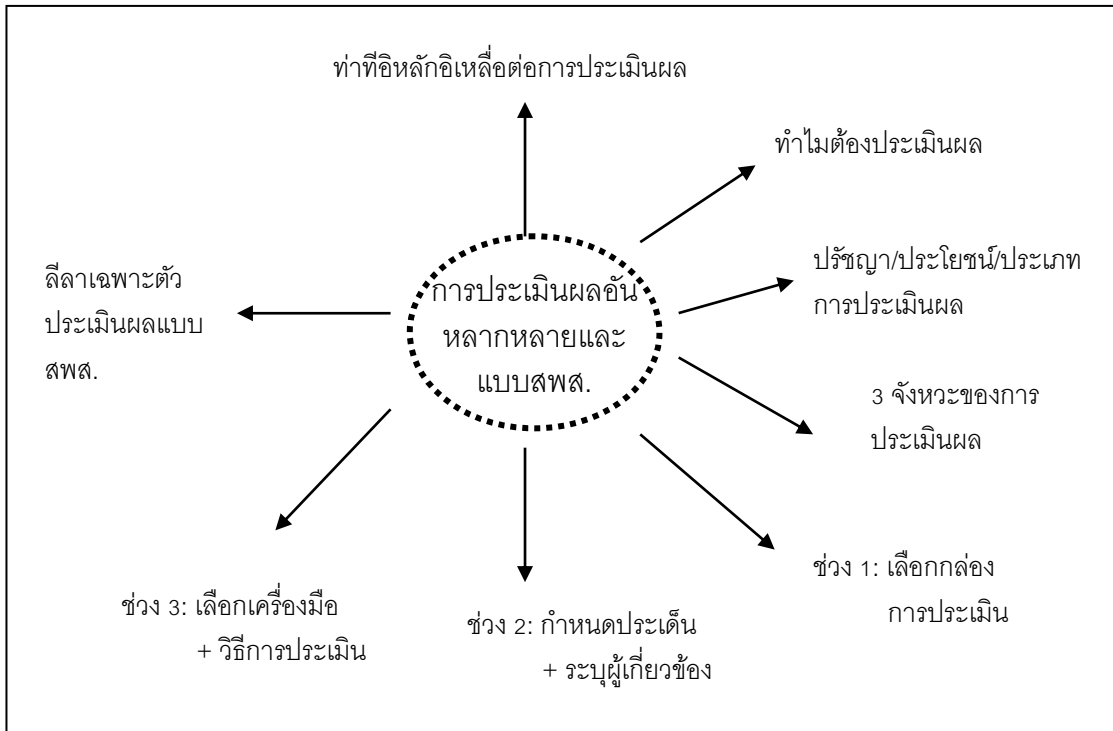 ท่าทีอิหลักอิเหลื่อต่อการประเมินผล
ทำไมต้องประเมินผล
ปรัชญา/ประโยชน์/ประเภท
การประเมินผล
3 จังหวะของการ
ประเมินผล
ช่วง 1: เลือกกล่อง
การประเมิน
ช่วง 2: กำหนดประเด็น
+ ระบุผู้เกี่ยวข้อง
ช่วง 3: เลือกเครื่องมือ
+ วิธีการประเมิน
ลีลาเฉพาะตัว
ประเมินผลแบบ
สพส.
การประเมินผลอัน
หลากหลายและ
แบบสพส.